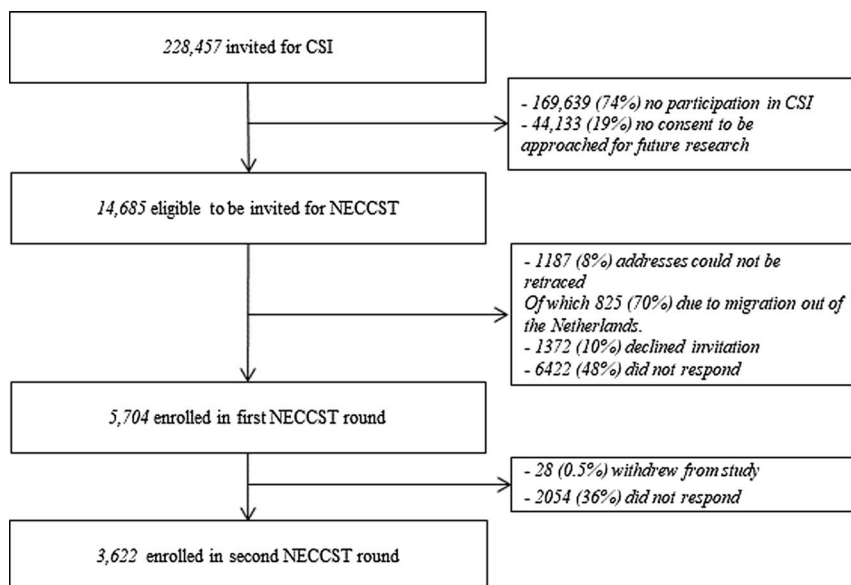 228,457 invited for CSI
- 169,639 (74%) no participation in CSI
- 44,133 (19%) no consent to be
approached for future research
14,685 eligible to be invited for NECCST
- 1187 (8%) addresses could not be
retraced
Of which 825 (70%) due to migration out of
the Netherlands.
- 1372 (10%) declined invitation
- 6422 (48%) did not respond
5,704 enrolled in first NECCST round
- 28 (0.5%) withdrew from study
- 2054 (36%) did not respond
3,622 enrolled in second NECCST round